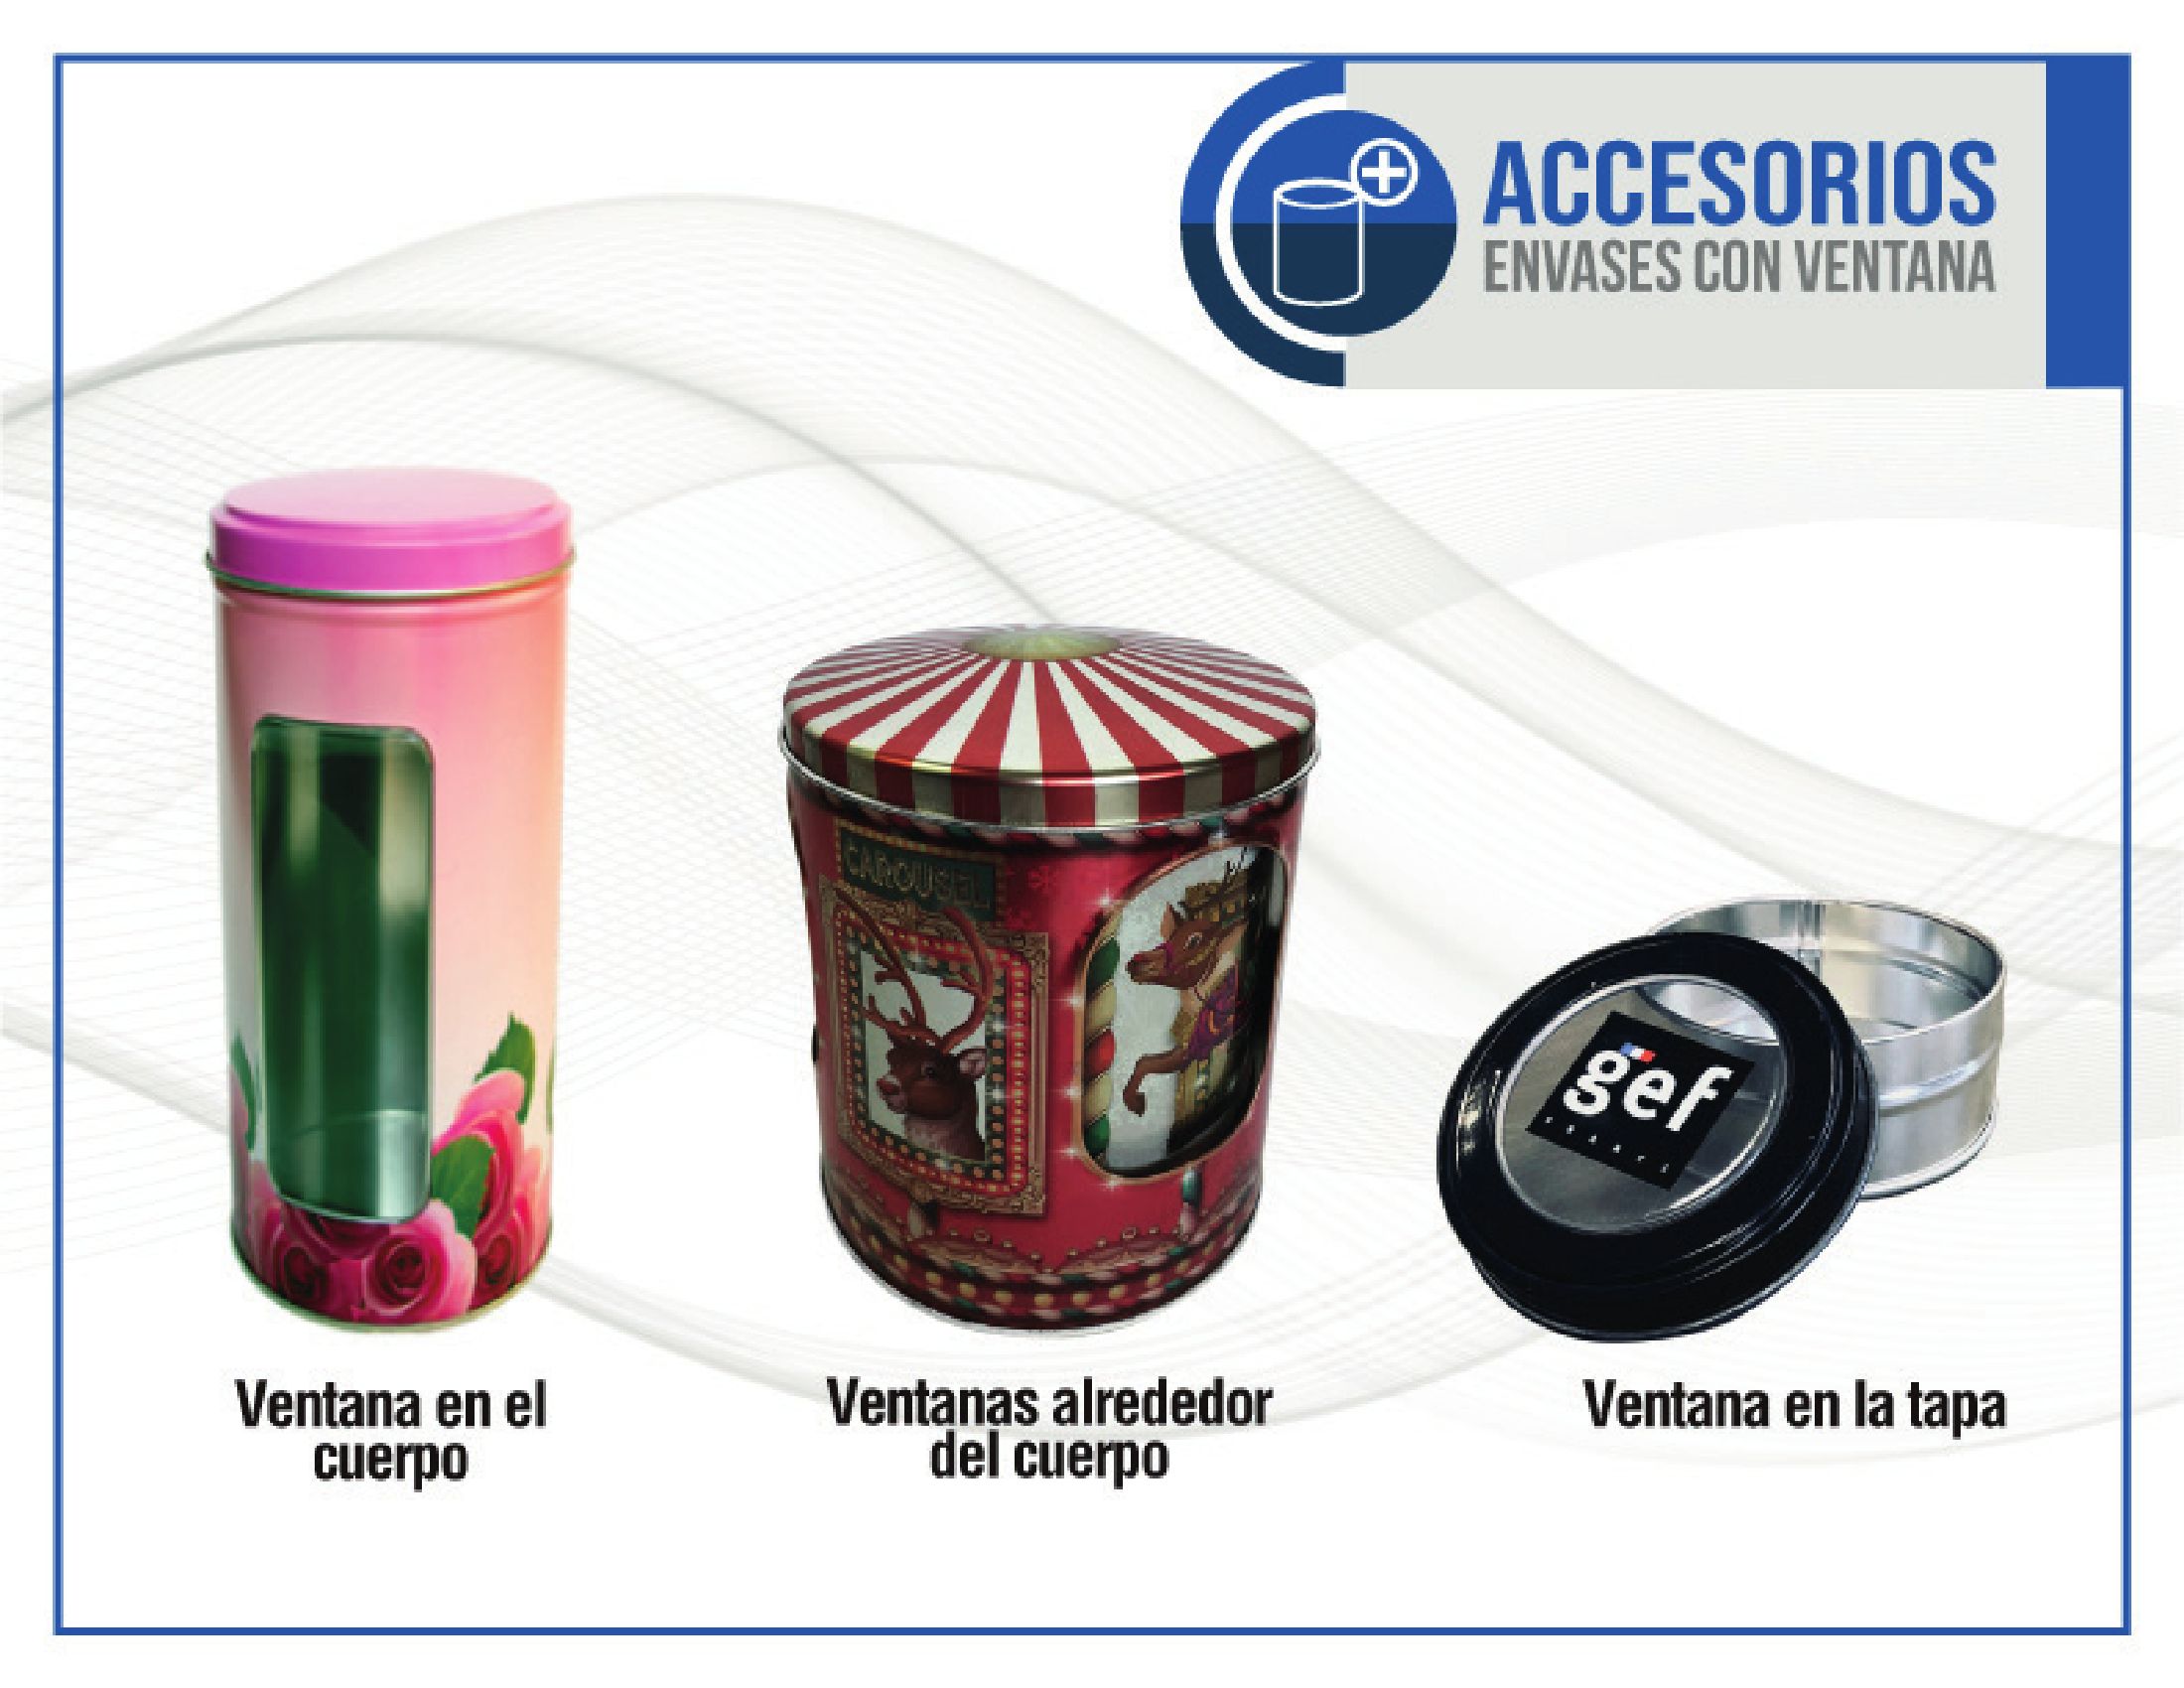 ACCESORIOS
ENVASES CON VENTANA
CAROUSEL
gef
Ventana en el
cuerpo
Ventanas alrededor
del cuerpo
Ventana en la tapa